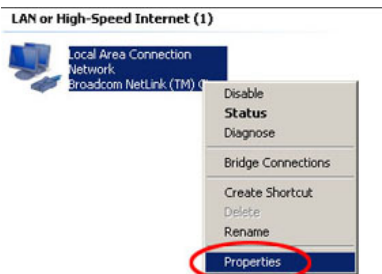 LAN or High-Speed Internet (1)
Local Area Connection
Network
Broadcom NetLink (TM)
Disable
Status
Diagnose
Bridge Connections
Create Shortcut
Delete
Rename
Properties